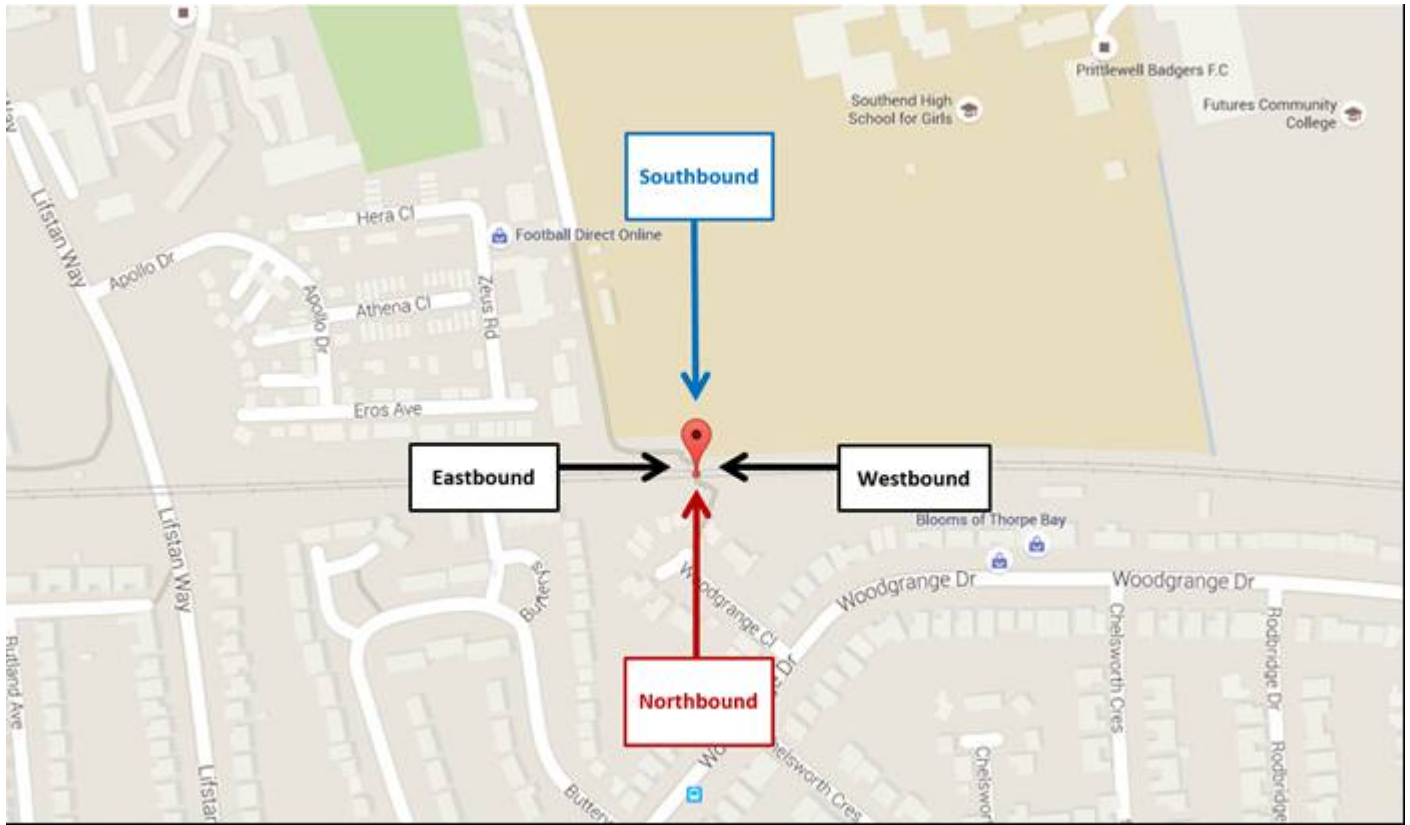 Prittlewell Badgers F.C
Southend High
School for Girls
Futures Community
College
Southbound
Lifstan Way
Hera Cl
Football Direct Online
Apollo Dr
Apollo Dr
Athena Cl
Zeus Rd
Eros Ave
Eastbound
Westbound
Blooms of Thorpe Bay
Lifstan Way
Butterys
Woodgrange Cl
Woodgrange Dr
Woodgrange Dr
Chelsworth Cres
Rodbridge Dr
Rutland Ave
Northbound
Chelsworth Cres